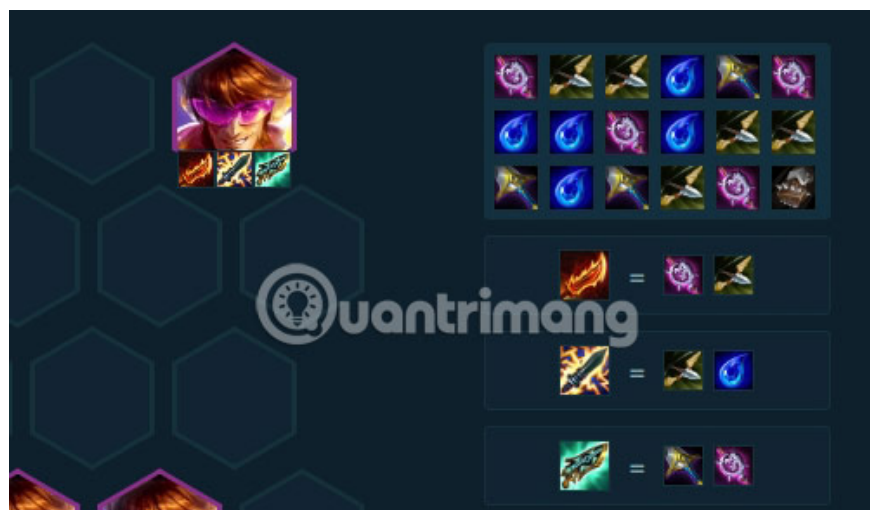 Quantrimang
=
=
=